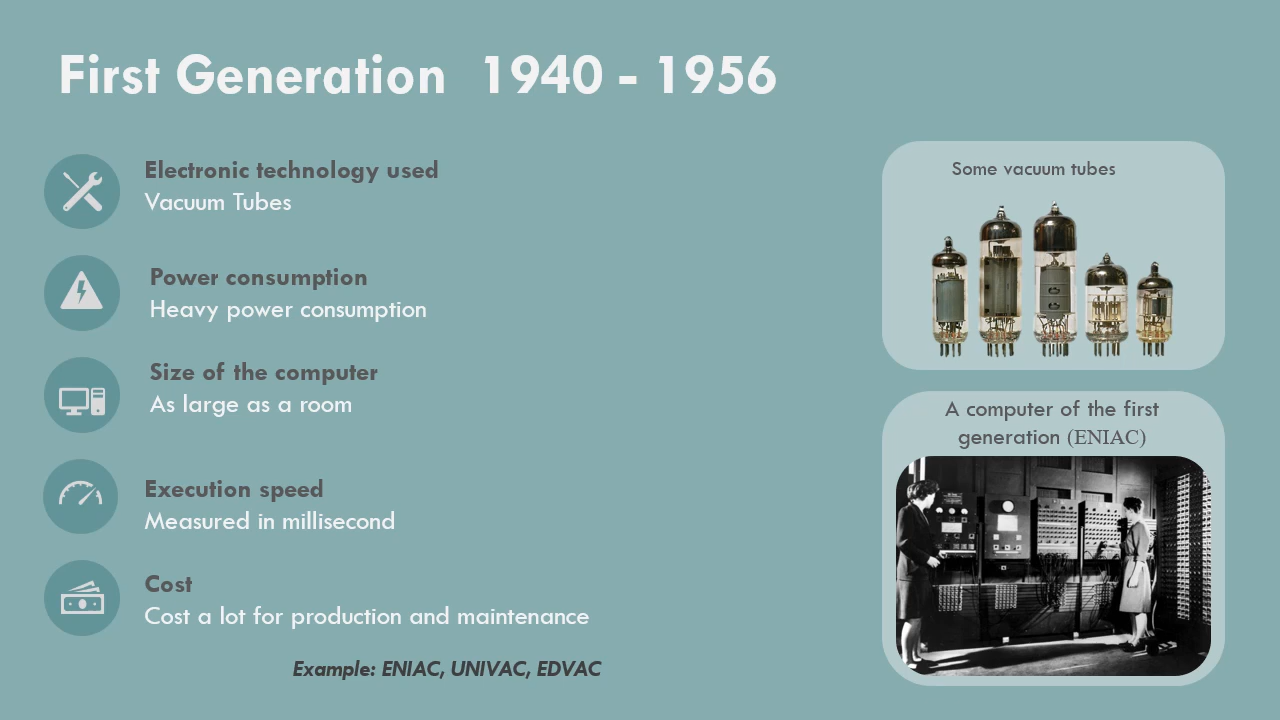 First Generation  1940 - 1956
Electronic technology used
Vacuum Tubes
Power consumption
Heavy power consumption
Size of the computer
As large as a room
Execution speed
Measured in millisecond
Cost
Cost a lot for production and maintenance
Example: ENIAC, UNIVAC, EDVAC
Some vacuum tubes
A computer of the first
generation (ENIAC)